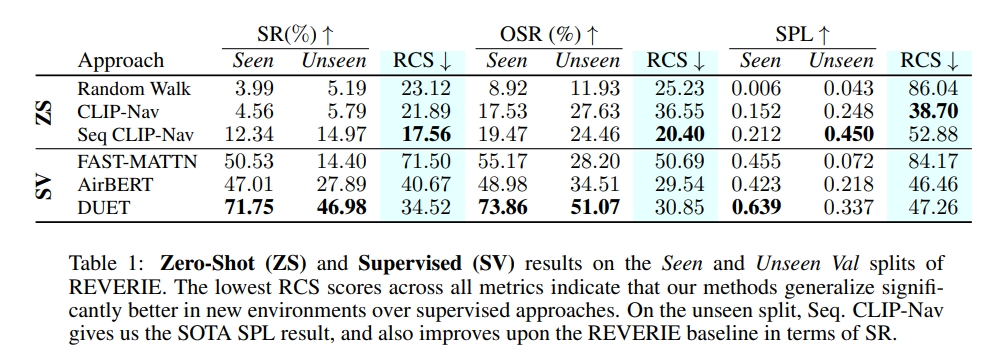 SR(%) ↑ OSR (%) ↑ SPL ↑
Approach Seen Unseen RCS ↓ Seen Unseen RCS ↓ Seen Unseen RCS ↓
ZS
Random Walk 3.99 5.19 23.12 8.92 11.93 25.23 0.006 0.043 86.04
CLIP-Nav 4.56 5.79 21.89 17.53 27.63 36.55 0.152 0.248 38.70
Seq CLIP-Nav 12.34 14.97 17.56 19.47 24.46 20.40 0.212 0.450 52.88
SV
FAST-MATTN 50.53 14.40 71.50 55.17 28.20 50.69 0.455 0.072 84.17
AirBERT 47.01 27.89 40.67 48.98 34.51 29.54 0.423 0.218 46.46
DUET 71.75 46.98 34.52 73.86 51.07 30.85 0.639 0.337 47.26
Table 1: Zero-Shot (ZS) and Supervised (SV) results on the Seen and Unseen Val splits of
REVERIE. The lowest RCS scores across all metrics indicate that our methods generalize signifi-
cantly better in new environments over supervised approaches. On the unseen split, Seq. CLIP-Nav
gives us the SOTA SPL result, and also improves upon the REVERIE baseline in terms of SR.